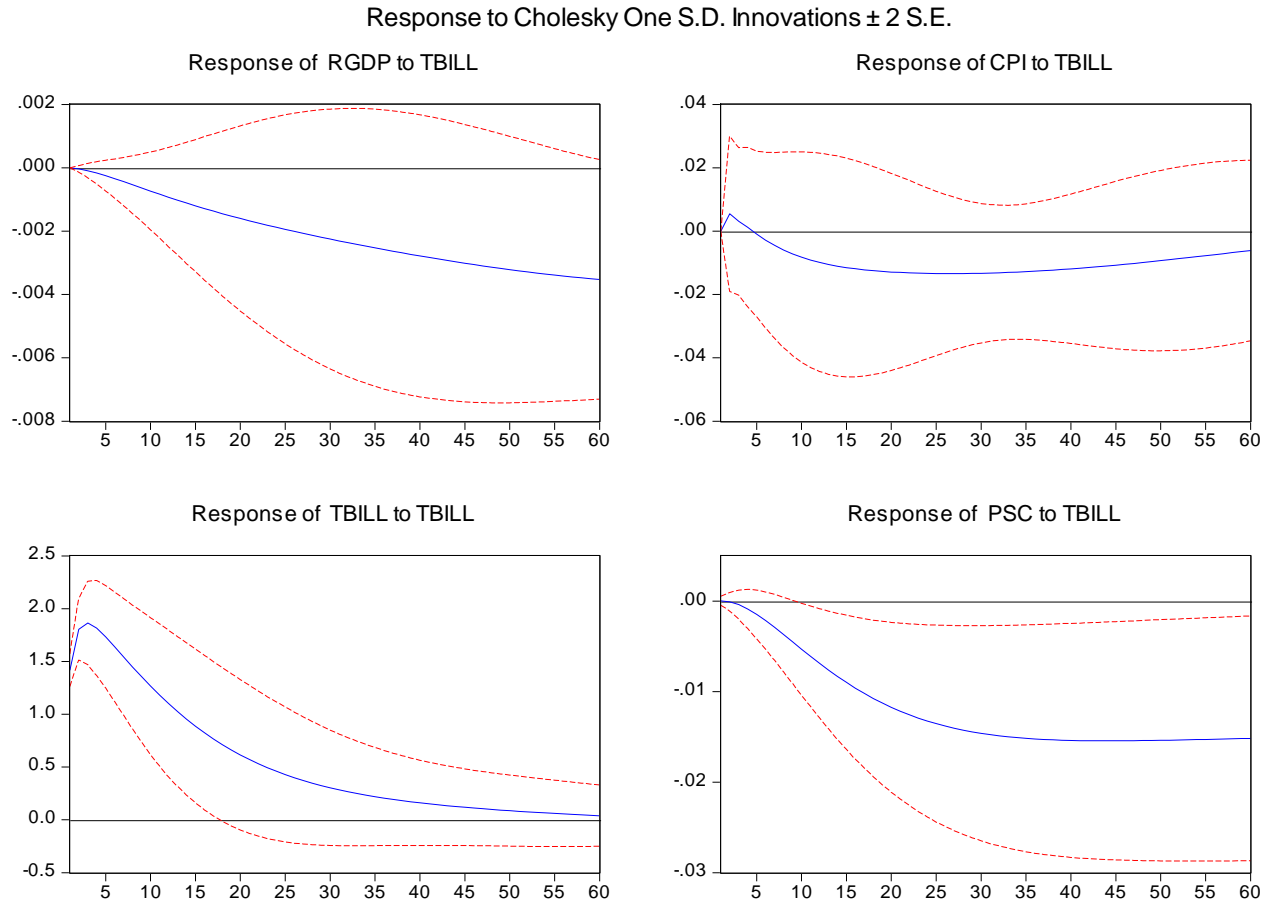 Response to Cholesky One S.D. Innovations ± 2 S.E.
Response of RGDP to TBILL
.002
.000
-.002
-.004
-.006
-.008
5 10 15 20 25 30 35 40 45 50 55 60
Response of CPI to TBILL
.04
.02
.00
-.02
-.04
-.06
5 10 15 20 25 30 35 40 45 50 55 60
Response of TBILL to TBILL
2.5
2.0
1.5
1.0
0.5
0.0
-0.5
5 10 15 20 25 30 35 40 45 50 55 60
Response of PSC to TBILL
.00
-.01
-.02
-.03
5 10 15 20 25 30 35 40 45 50 55 60